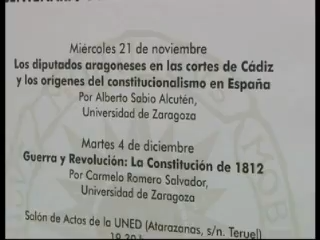 Miércoles 21 de noviembre
Los diputados aragoneses en las cortes de Cádiz
y los orígenes del constitucionalismo en España
Por Alberto Sabio Alcutén,
Universidad de Zaragoza
Martes 4 de diciembre
Guerra y Revolución: La Constitución de 1812
Por Carmelo Romero Salvador,
Universidad de Zaragoza
Salón de Actos de la UNED (Atarazanas, s/n. Teruel)
19,30